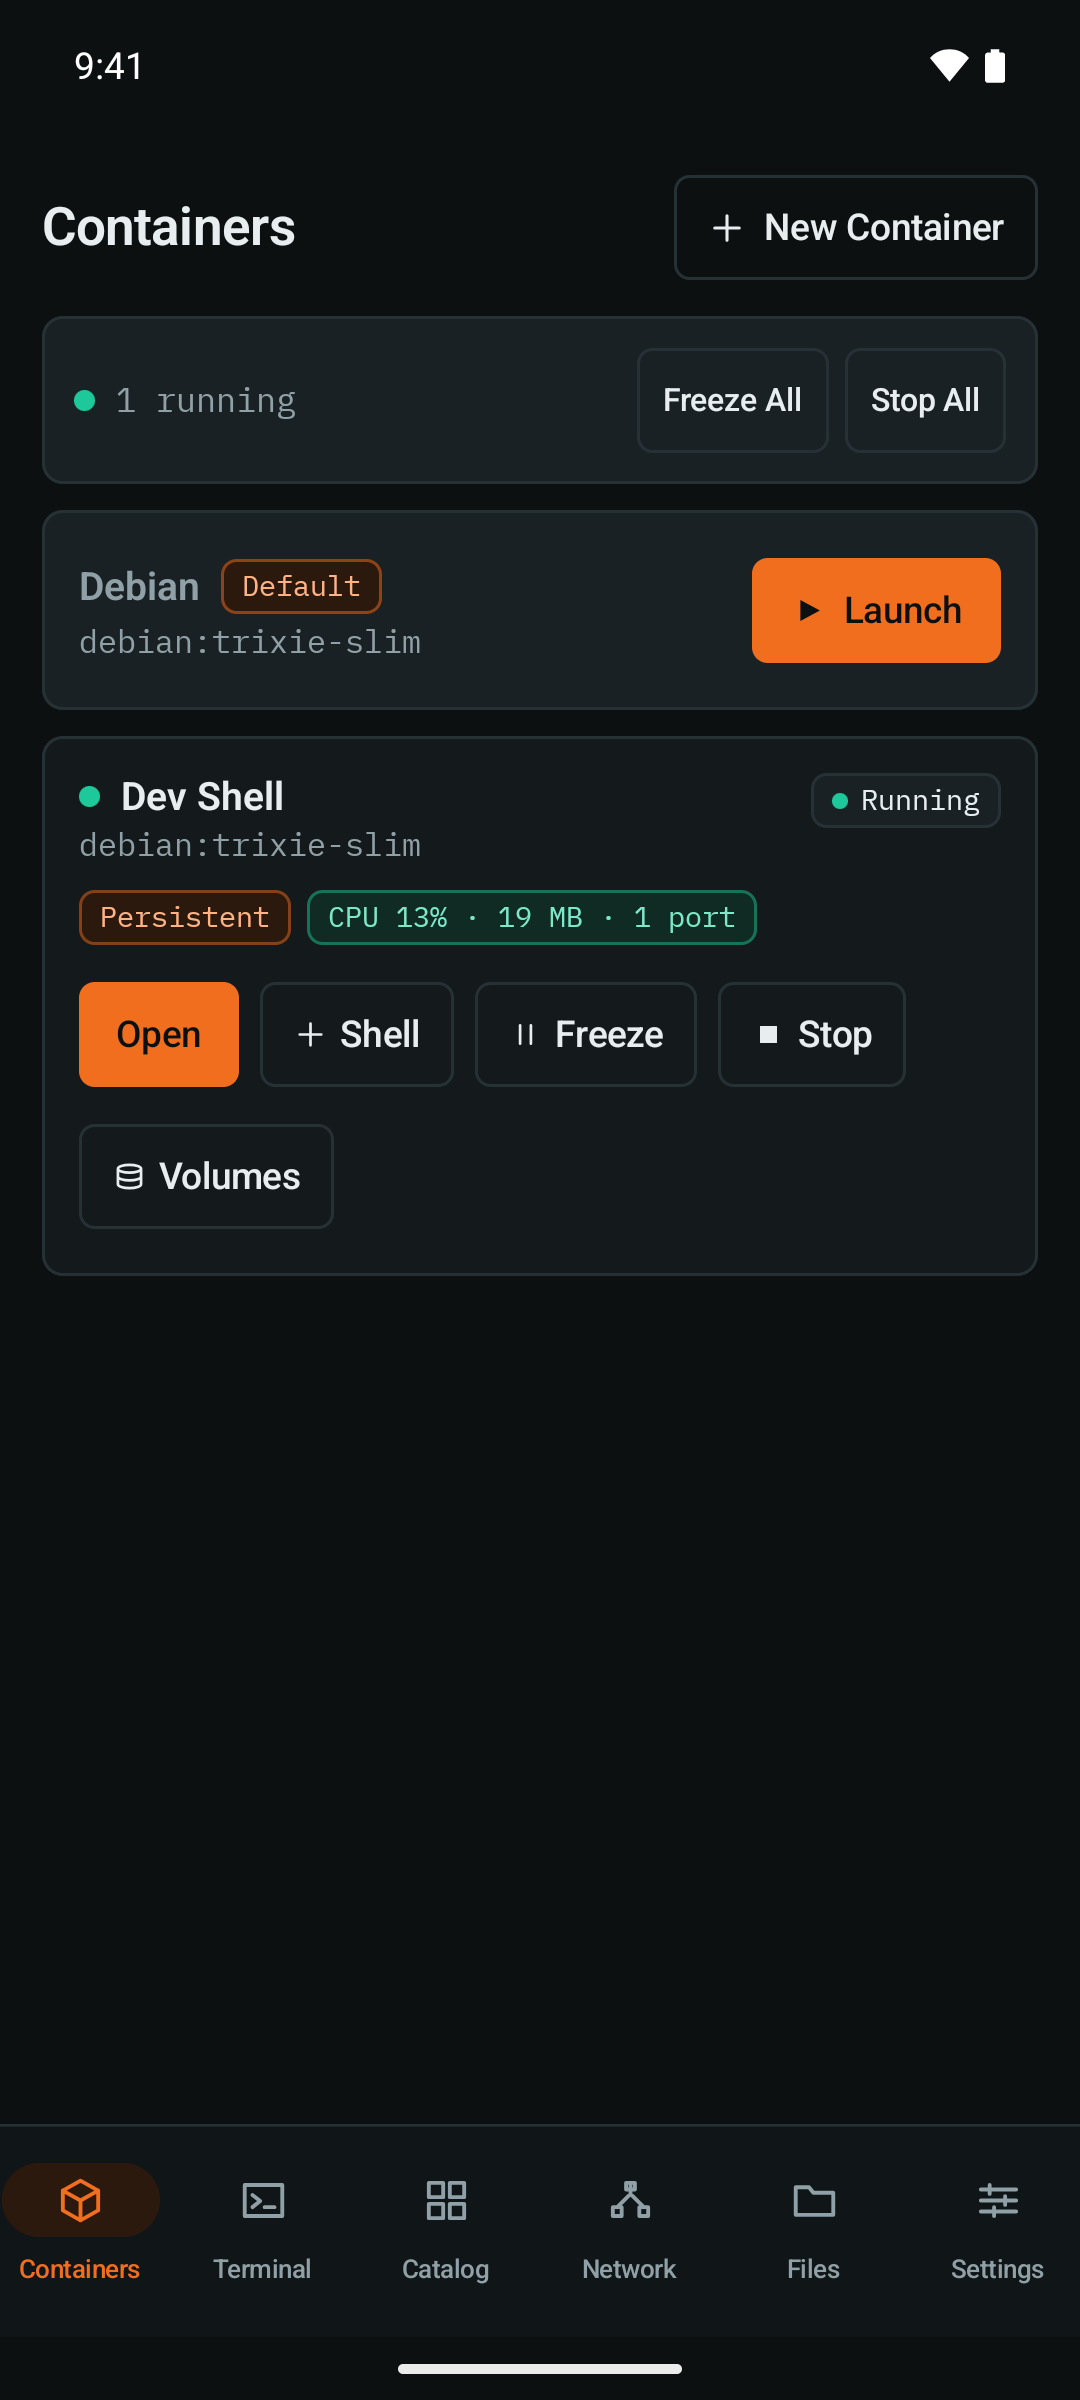 9:41
Containers
New Container
1 running
Freeze All
Stop All
Debian
Default
debian:trixie-slim
Launch
Dev Shell
Running
debian:trixie-slim
Persistent
CPU 13% · 19 MB · 1 port
Open
Shell
Freeze
Stop
Volumes
Containers
Terminal
Catalog
Network
Files
Settings